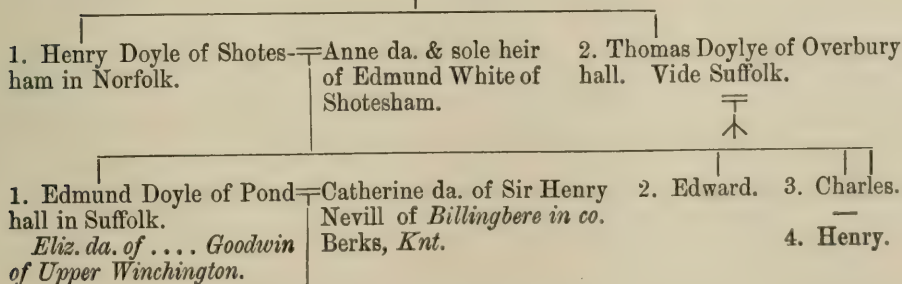 1. Henry Doyle of Shotes-
ham in Norfolk.
Anne da. & sole heir
of Edmund White of
Shotesham.
2. Thomas Doylye of Overbury
hall. Vide Suffolk.
1. Edmund Doyle of Pond
hall in Suffolk.
Eliz. da. of .... Goodwin
of Upper Winchington.
Catherine da. of Sir Henry
Nevill of Billingbere in co.
Berks, Knt.
2. Edward.
3. Charles.
4. Henry.